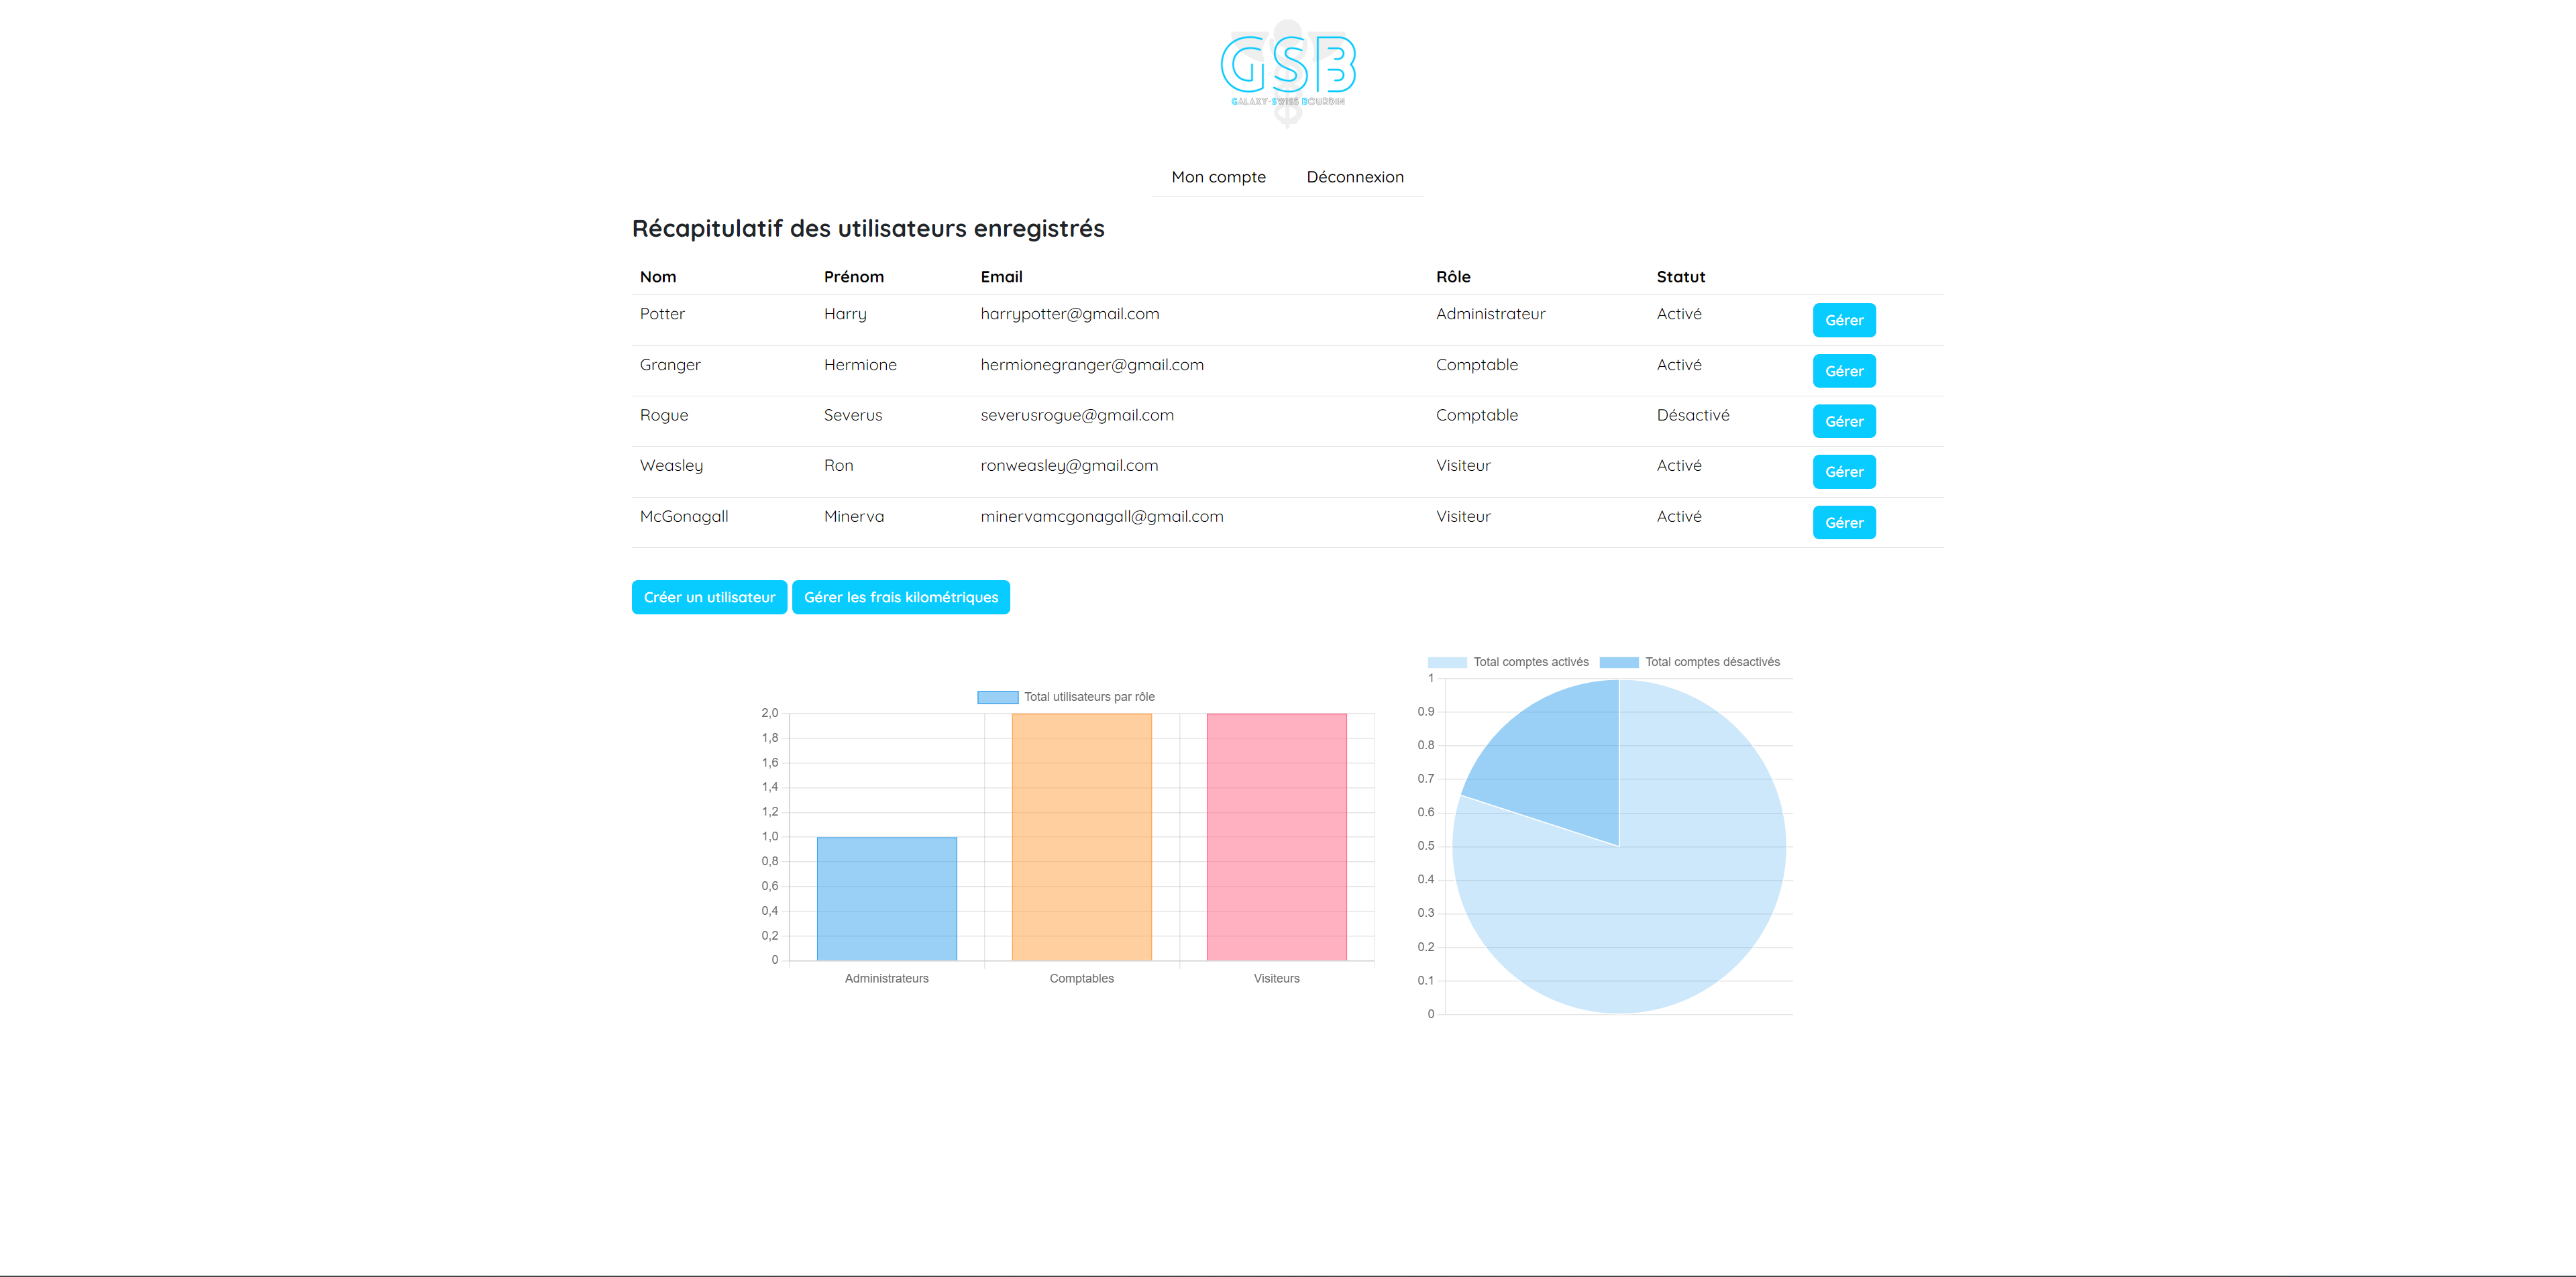 GSB
GALAXY-SWISS BOURDIN
Mon compte Déconnexion
Récapitulatif des utilisateurs enregistrés
Nom Prénom Email Rôle Statut
Potter Harry harrypotter@gmail.com Administrateur Activé Gérer
Granger Hermione hermionegranger@gmail.com Comptable Activé Gérer
Rogue Severus severusrogue@gmail.com Comptable Désactivé Gérer
Weasley Ron ronweasley@gmail.com Visiteur Activé Gérer
McGonagall Minerva minervamcgonagall@gmail.com Visiteur Activé Gérer
Créer un utilisateur Gérer les frais kilométriques
Total utilisateurs par rôle
2,0
1,8
1,6
1,4
1,2
1,0
0,8
0,6
0,4
0,2
0
Administrateurs Comptables Visiteurs
Total comptes activés Total comptes désactivés
1
0.9
0.8
0.7
0.6
0.5
0.4
0.3
0.2
0.1
0